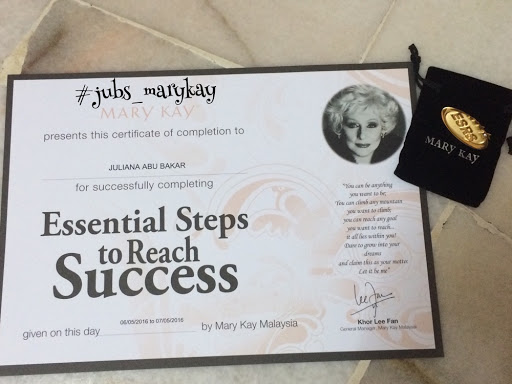 #jubs_marykay
MARY KAY
presents this certificate of completion to
JULIANA ABU BAKAR
for successfully completing
Essential Steps
to Reach
Success
given on this day 06/05/2016 to 07/05/2016 by Mary Kay Malaysia
"You can be anything
you want to be,
You can climb any mountain
you want to climb
you can reach any goal
you want to reach...
it all lies within you!
Dare to grow into your
dreams
and claim this as your motto:
Let it be me"
Lee Fan
Khor Lee Fan
General Manager, Mary Kay Malaysia
ESRS
MARY KAY